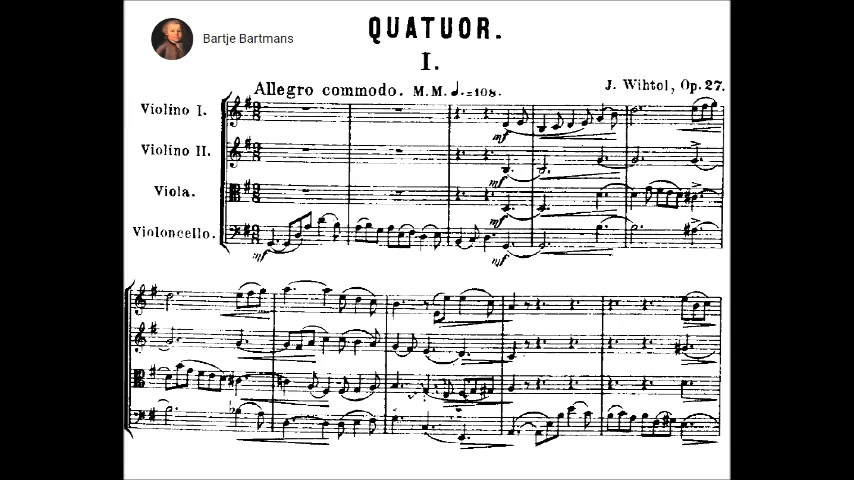 Bartje Bartmans
QUATUOR.
I.
Allegro commodo. M.M. ♩.=108.
J. Wihtol, Op. 27.
Violino I.
mf
Violino II.
mf
Viola.
mf
Violoncello.
mf
mf